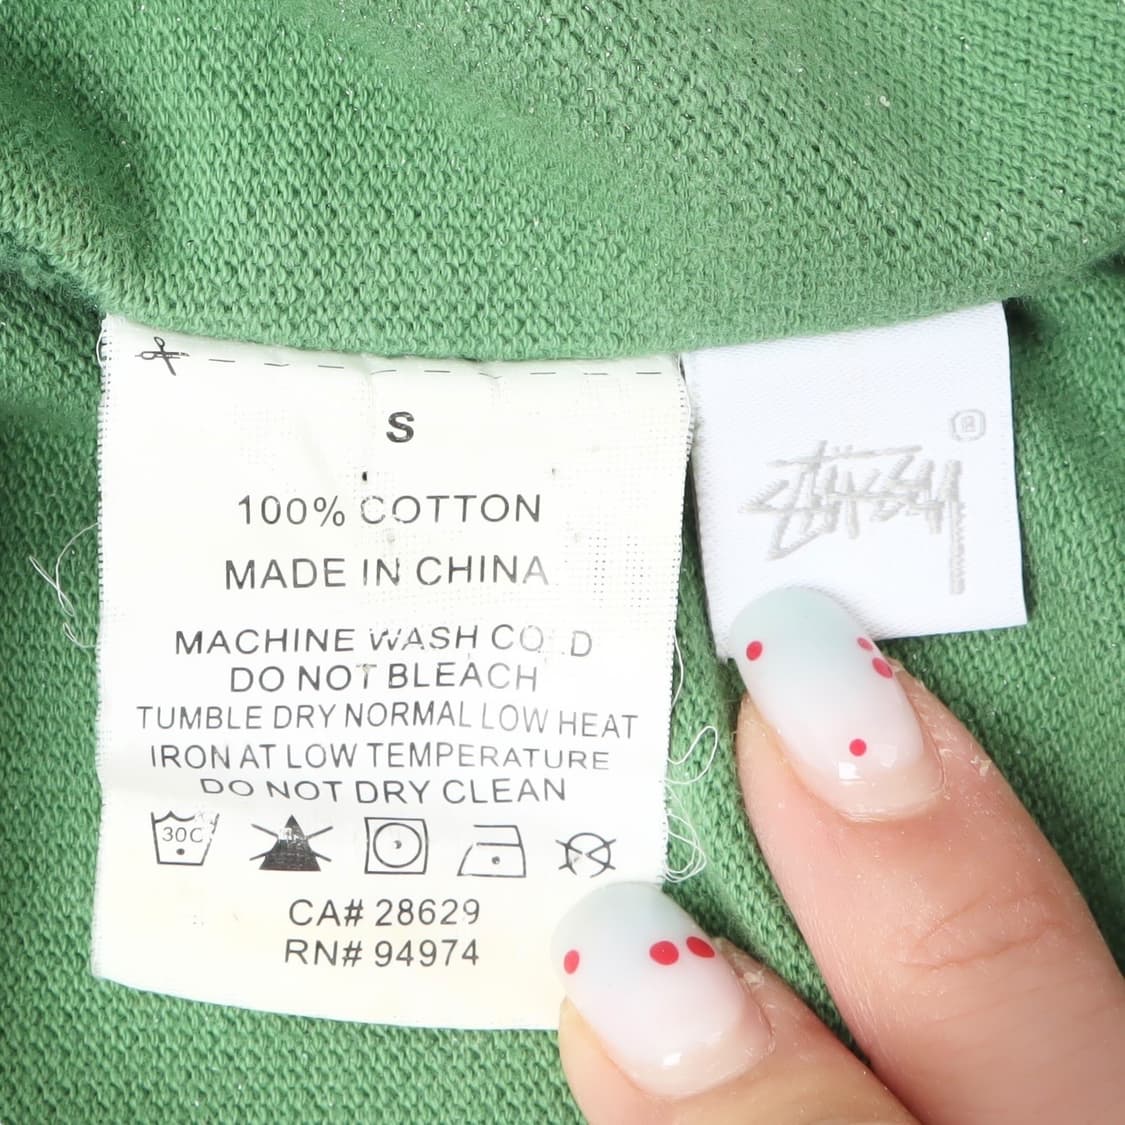 S
100% COTTON
MADE IN CHINA
MACHINE WASH CO D
DO NOT BLEACH
TUMBLE DRY NORMAL LOW HEAT
IRON AT LOW TEMPERATURE
DO NOT DRY CLEAN
30C
CA# 28629
RN# 94974
STÜSSY